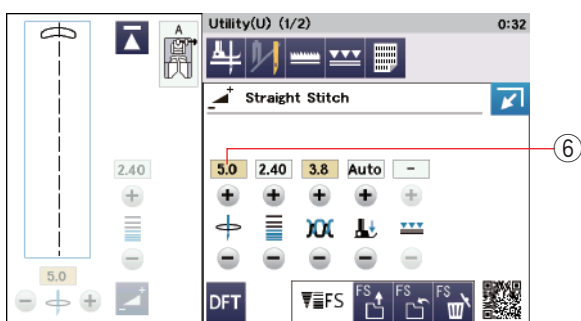 A
2.40
5.0
Utility(U) (1/2) 0:32
Straight Stitch
5.0 2.40 3.8 Auto -
DFT FS FS FS FS
6